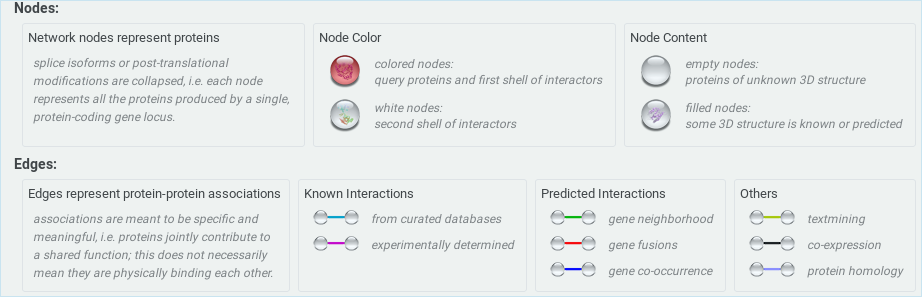 Nodes:
Network nodes represent proteins
splice isoforms or post-translational
modifications are collapsed, i.e. each node
represents all the proteins produced by a single,
protein-coding gene locus.
Node Color
colored nodes:
query proteins and first shell of interactors
white nodes:
second shell of interactors
Node Content
empty nodes:
proteins of unknown 3D structure
filled nodes:
some 3D structure is known or predicted
Edges:
Edges represent protein-protein associations
associations are meant to be specific and
meaningful, i.e. proteins jointly contribute to
a shared function; this does not necessarily
mean they are physically binding each other.
Known Interactions
from curated databases
experimentally determined
Predicted Interactions
gene neighborhood
gene fusions
gene co-occurrence
Others
textmining
co-expression
protein homology